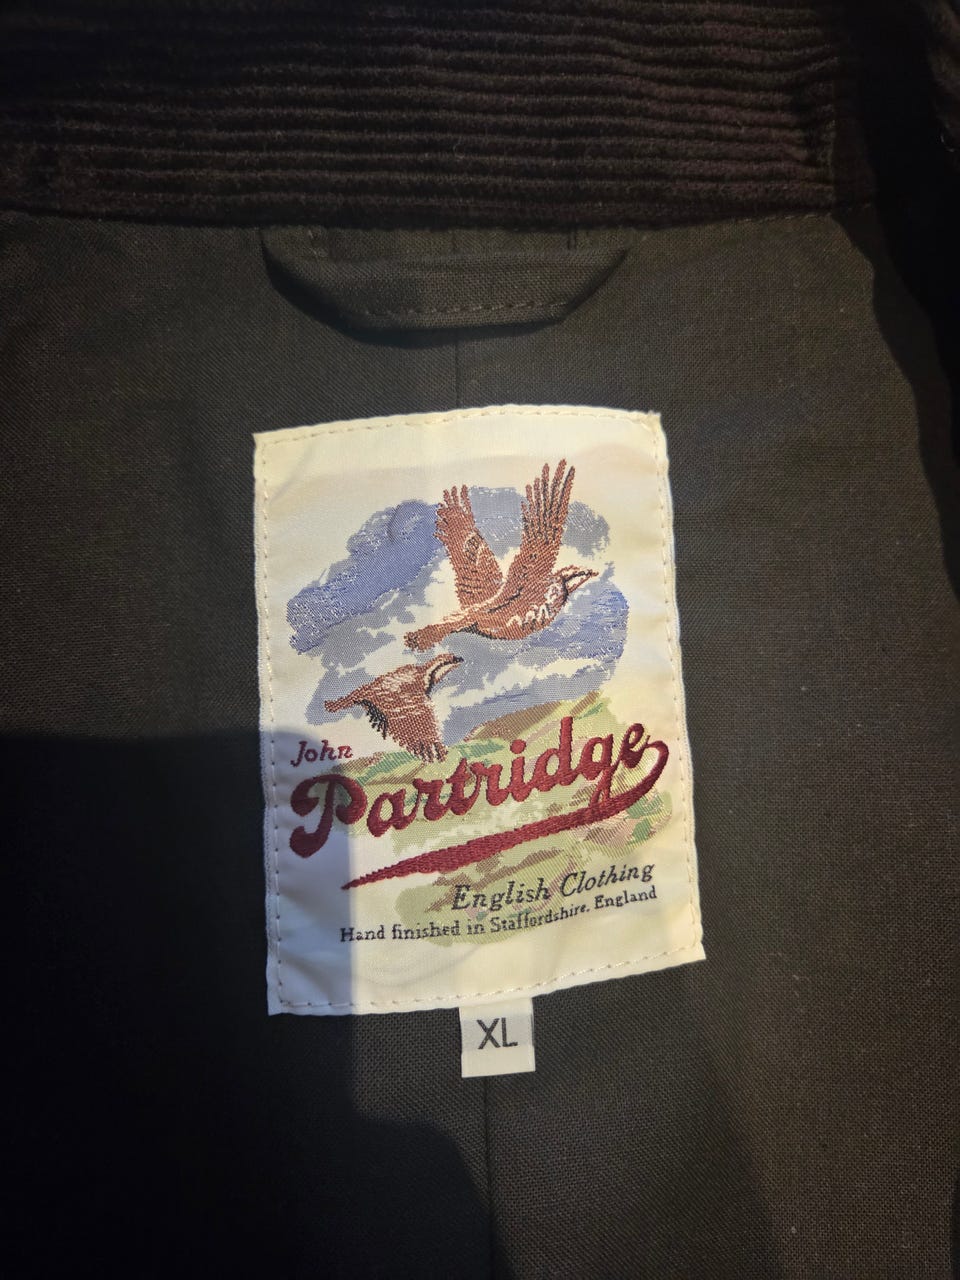 John
Partridge
English Clothing
Hand finished in Staffordshire. England
XL